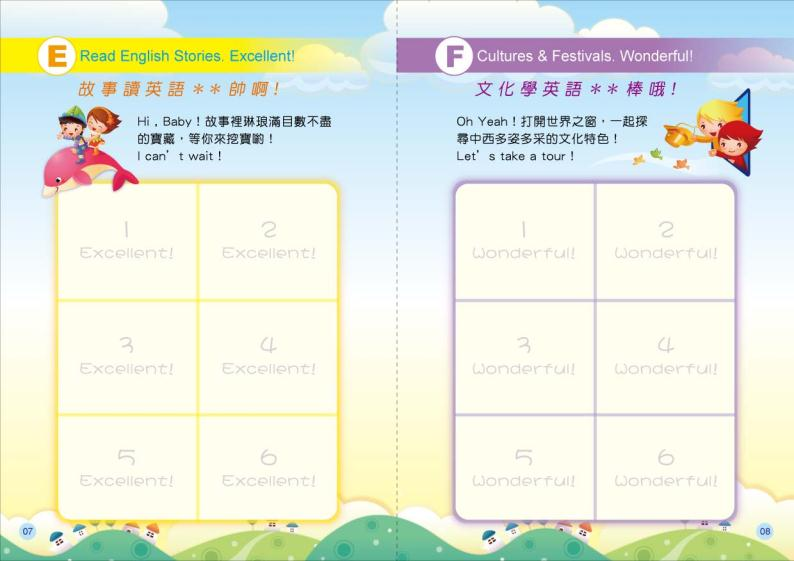 E Read English Stories. Excellent!
故事讀英語**帥啊!
Hi，Baby！故事裡琳琅滿目數不盡
的寶藏，等你來挖寶喲！
I can't wait！
1
Excellent!
2
Excellent!
3
Excellent!
4
Excellent!
5
Excellent!
6
Excellent!
07
F Cultures & Festivals. Wonderful!
文化學英語**棒哦!
Oh Yeah！打開世界之窗，一起探
尋中西多姿多采的文化特色！
Let's take a tour！
1
Wonderful!
2
Wonderful!
3
Wonderful!
4
Wonderful!
5
Wonderful!
6
Wonderful!
08